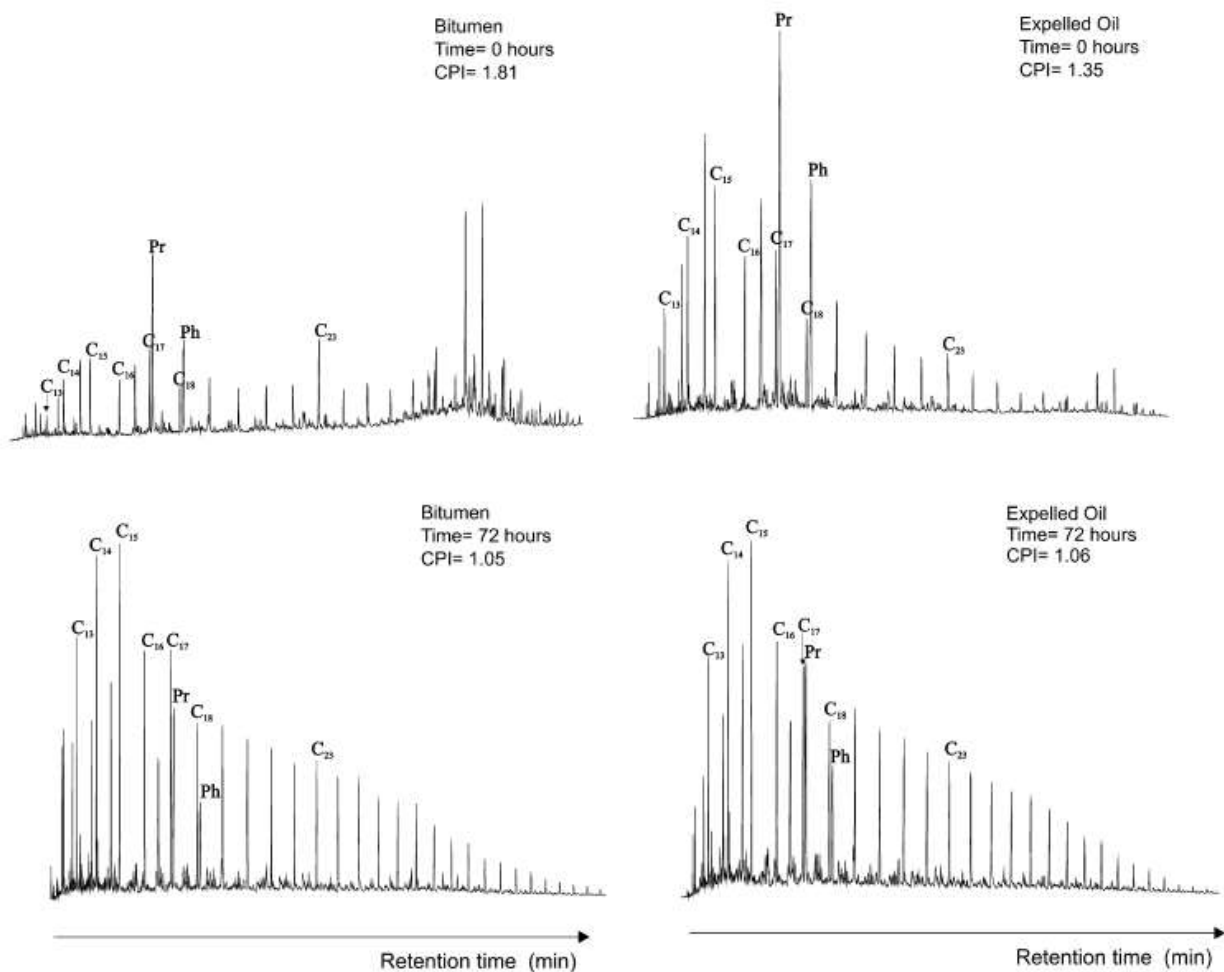 Bitumen
Time= 0 hours
CPI= 1.81
C13
C14
C15
C16
C17
Pr
C18
Ph
C23
Expelled Oil
Time= 0 hours
CPI= 1.35
C13
C14
C15
C16
C17
Pr
C18
Ph
C23
Bitumen
Time= 72 hours
CPI= 1.05
C13
C14
C15
C16
C17
Pr
C18
Ph
C23
Retention time (min)
Expelled Oil
Time= 72 hours
CPI= 1.06
C13
C14
C15
C16
C17
Pr
C18
Ph
C23
Retention time (min)